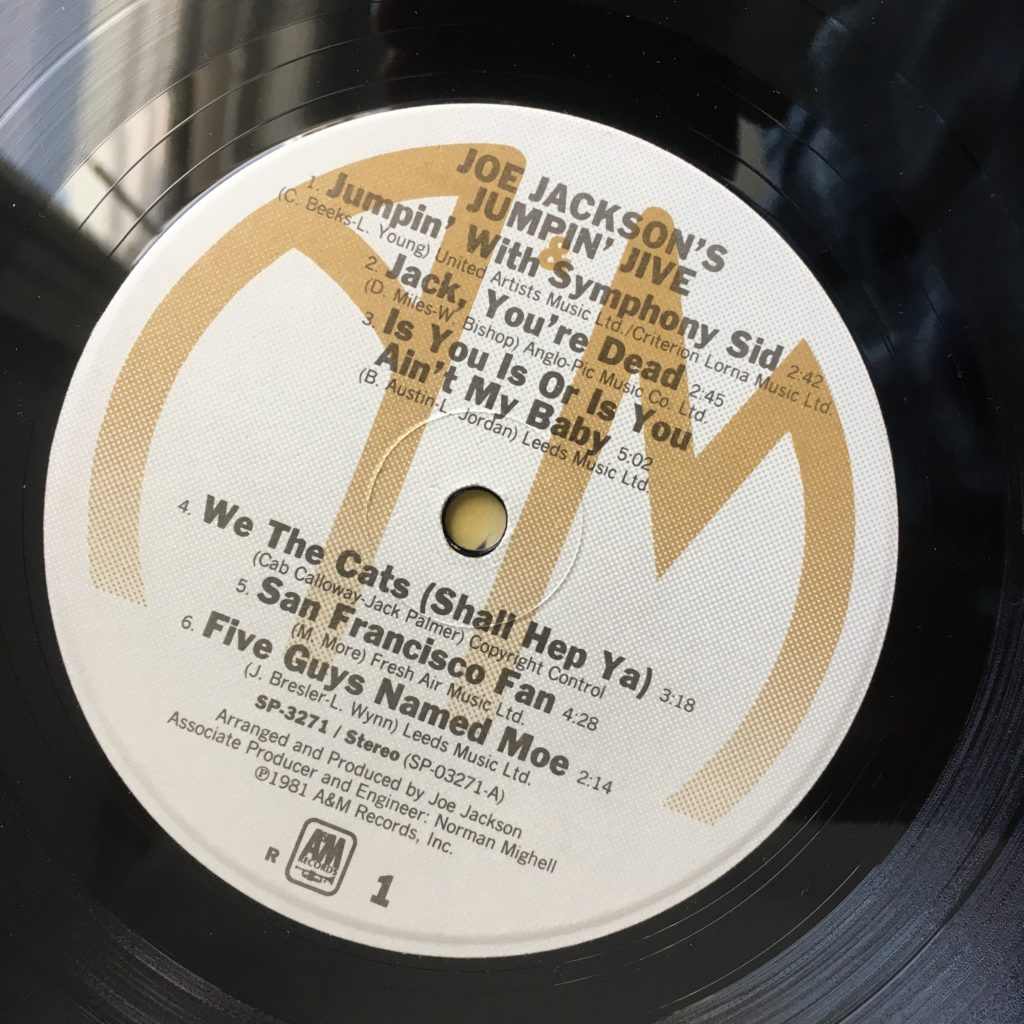 JOE JACKSON'S
JUMPIN' JIVE
&
1. Jumpin' With Symphony Sid 2:42
(C. Beeks-L. Young) United Artists Music Ltd./Criterion Lorna Music Ltd.
2. Jack, You're Dead 2:45
(D. Miles-W. Bishop) Anglo-Pic Music Co. Ltd.
3. Is You Is Or Is You
Ain't My Baby 5:02
(B. Austin-L. Jordan) Leeds Music Ltd.
4. We The Cats (Shall Hep Ya) 3:18
(Cab Calloway-Jack Palmer) Copyright Control
5. San Francisco Fan 4:28
(M. More) Fresh Air Music Ltd.
6. Five Guys Named Moe 2:14
(J. Bresler-L. Wynn) Leeds Music Ltd.
SP-3271 / Stereo (SP-03271-A)
Arranged and Produced by Joe Jackson
Associate Producer and Engineer: Norman Mighell
℗1981 A&M Records, Inc.
R A&M RECORDS 1